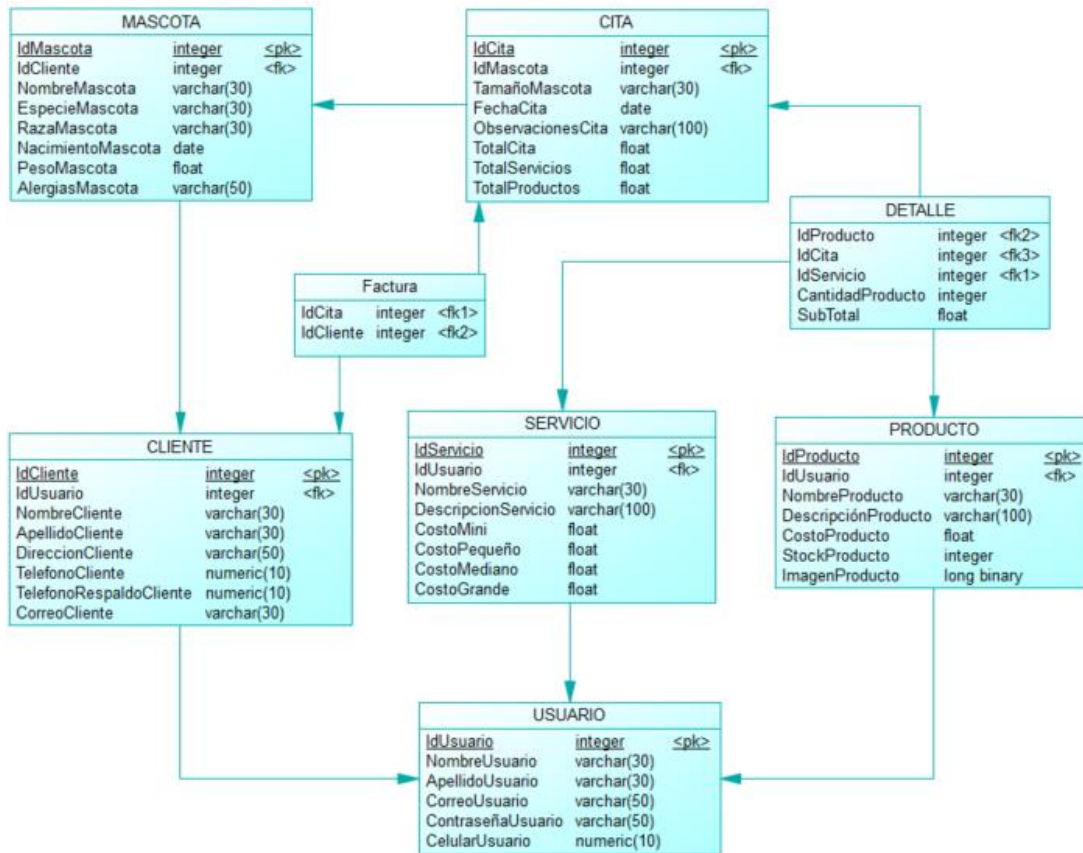 MASCOTA
IdMascota integer <pk>
IdCliente integer <fk>
NombreMascota varchar(30)
EspecieMascota varchar(30)
RazaMascota varchar(30)
NacimientoMascota date
PesoMascota float
AlergiasMascota varchar(50)
CITA
IdCita integer <pk>
IdMascota integer <fk>
TamañoMascota varchar(30)
FechaCita date
ObservacionesCita varchar(100)
TotalCita float
TotalServicios float
TotalProductos float
DETALLE
IdProducto integer <fk2>
IdCita integer <fk3>
IdServicio integer <fk1>
CantidadProducto integer
SubTotal float
Factura
IdCita integer <fk1>
IdCliente integer <fk2>
CLIENTE
IdCliente integer <pk>
IdUsuario integer <fk>
NombreCliente varchar(30)
ApellidoCliente varchar(30)
DireccionCliente varchar(50)
TelefonoCliente numeric(10)
TelefonoRespaldoCliente numeric(10)
CorreoCliente varchar(30)
SERVICIO
IdServicio integer <pk>
IdUsuario integer <fk>
NombreServicio varchar(30)
DescripcionServicio varchar(100)
CostoMini float
CostoPequeño float
CostoMediano float
CostoGrande float
PRODUCTO
IdProducto integer <pk>
IdUsuario integer <fk>
NombreProducto varchar(30)
DescripciónProducto varchar(100)
CostoProducto float
StockProducto integer
ImagenProducto long binary
USUARIO
IdUsuario integer <pk>
NombreUsuario varchar(30)
ApellidoUsuario varchar(30)
CorreoUsuario varchar(50)
ContraseñaUsuario varchar(50)
CelularUsuario numeric(10)